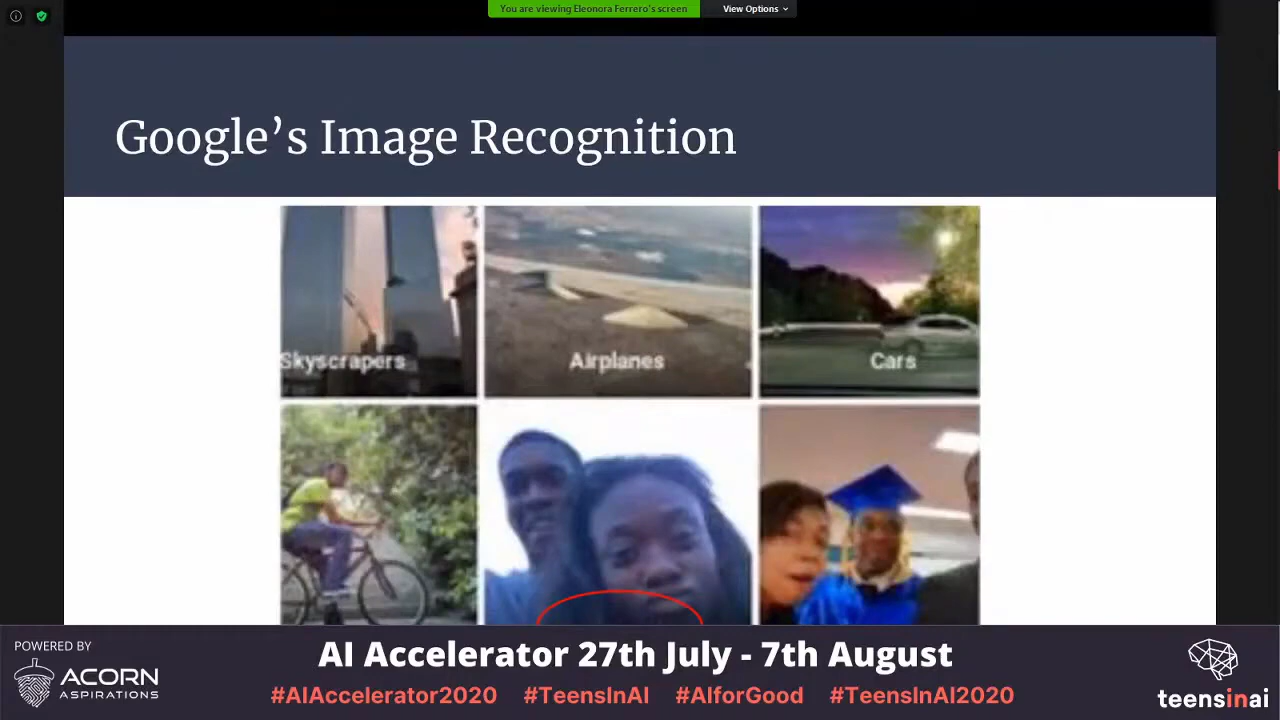 You are viewing Eleonora Ferrero's screen
View Options
Google's Image Recognition
Skyscrapers
Airplanes
Cars
POWERED BY
ACORN
ASPIRATIONS
AI Accelerator 27th July - 7th August
#AIAccelerator2020 #TeensInAI #AIforGood #TeensInAI2020
teensinai